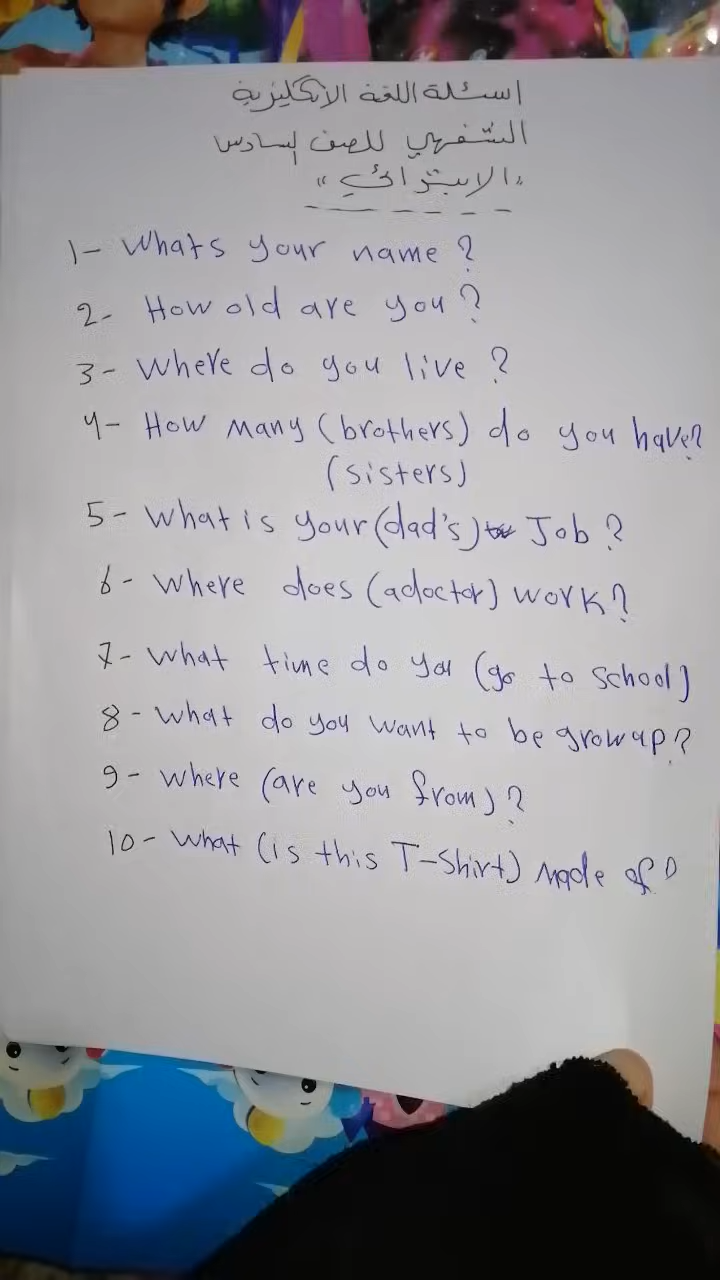 اسئلة اللغة الانكليزية
الشفهي للصف السادس
"الابتدائي"
1- Whats your name?
2- How old are you?
3- Where do you live?
4- How many (brothers) do you have?
(sisters)
5- What is your (dad's) Job?
6- Where does (adoctor) work?
7- What time do you (go to school)
8- What do you want to be grow up?
9- Where (are you from)?
10- What (is this T-Shirt) Made of?